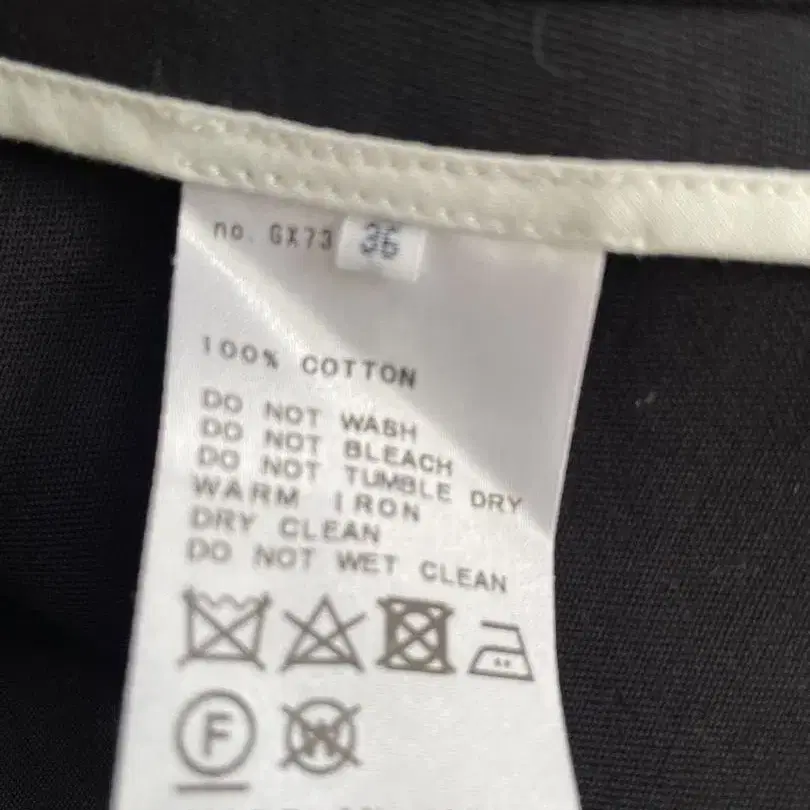 no. GX73 36
100% COTTON
DO NOT WASH
DO NOT BLEACH
DO NOT TUMBLE DRY
WARM IRON
DRY CLEAN
DO NOT WET CLEAN
F W